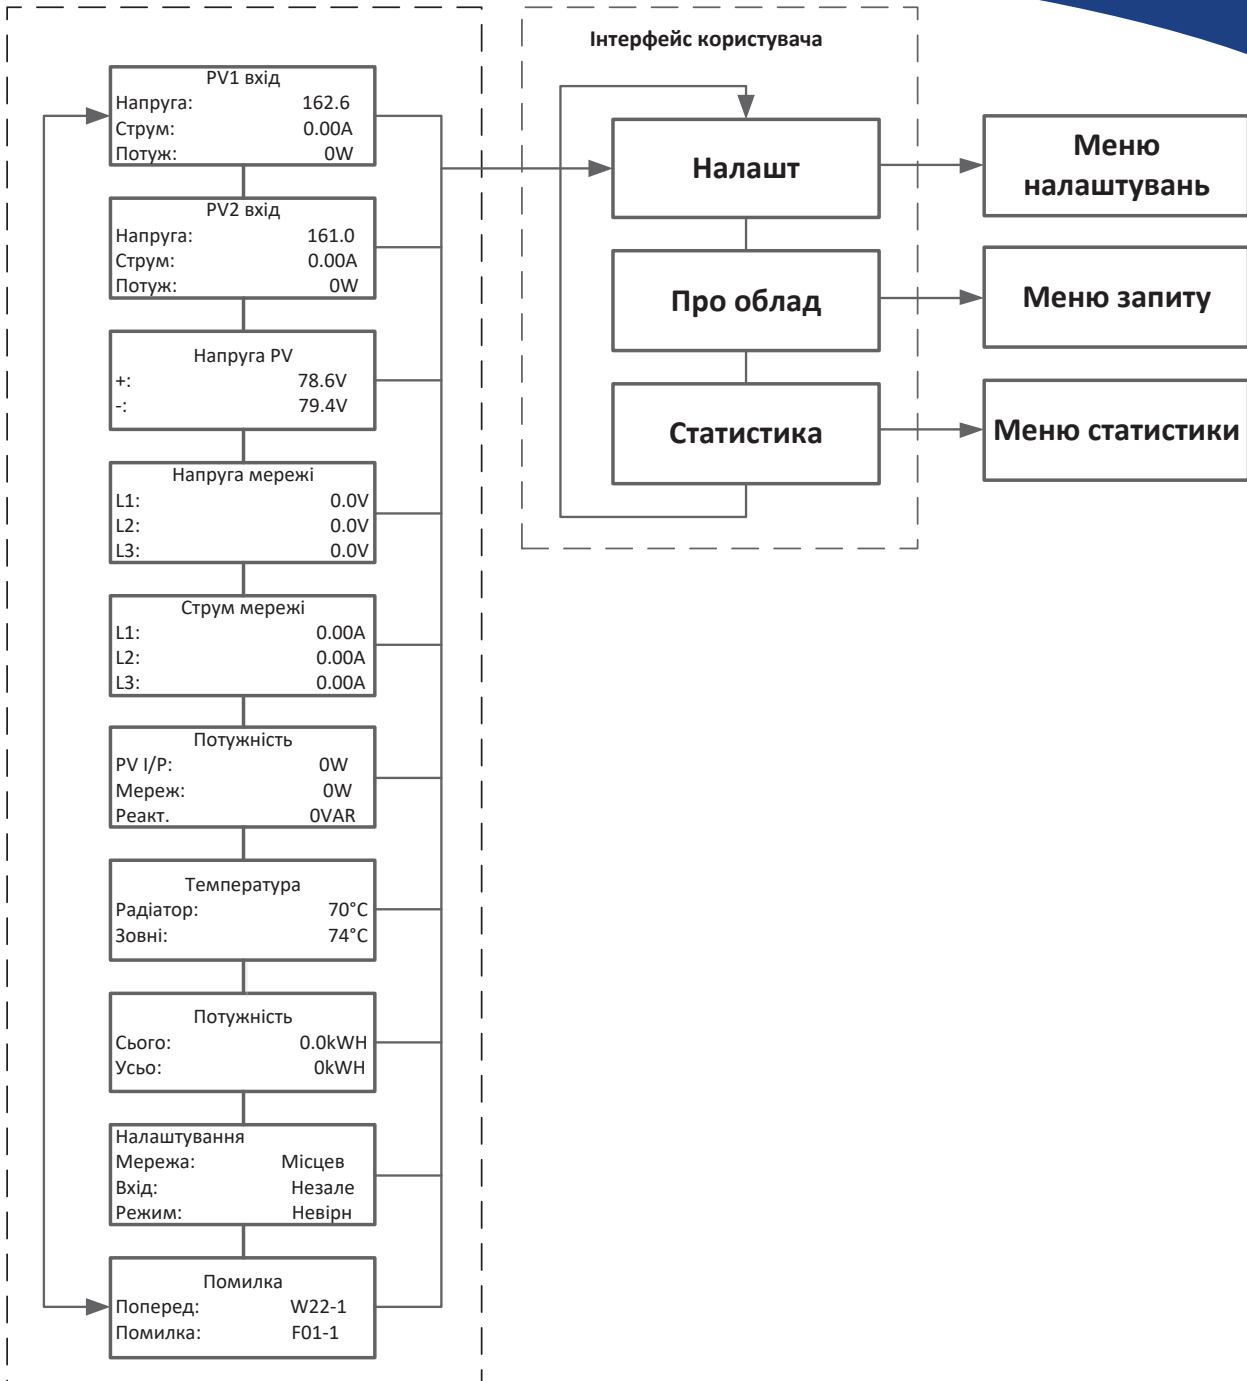 PV1 вхід
Напруга: 162.6
Струм: 0.00A
Потуж: 0W
PV2 вхід
Напруга: 161.0
Струм: 0.00A
Потуж: 0W
Напруга PV
+: 78.6V
-: 79.4V
Напруга мережі
L1: 0.0V
L2: 0.0V
L3: 0.0V
Струм мережі
L1: 0.00A
L2: 0.00A
L3: 0.00A
Потужність
PV I/P: 0W
Мереж: 0W
Реакт. 0VAR
Температура
Радіатор: 70°C
Зовні: 74°C
Потужність
Сього: 0.0kWH
Усьо: 0kWH
Налаштування
Мережа: Місцев
Вхід: Незале
Режим: Невірн
Помилка
Поперед: W22-1
Помилка: F01-1
Інтерфейс користувача
Налашт
Про облад
Статистика
Меню
налаштувань
Меню запиту
Меню статистики